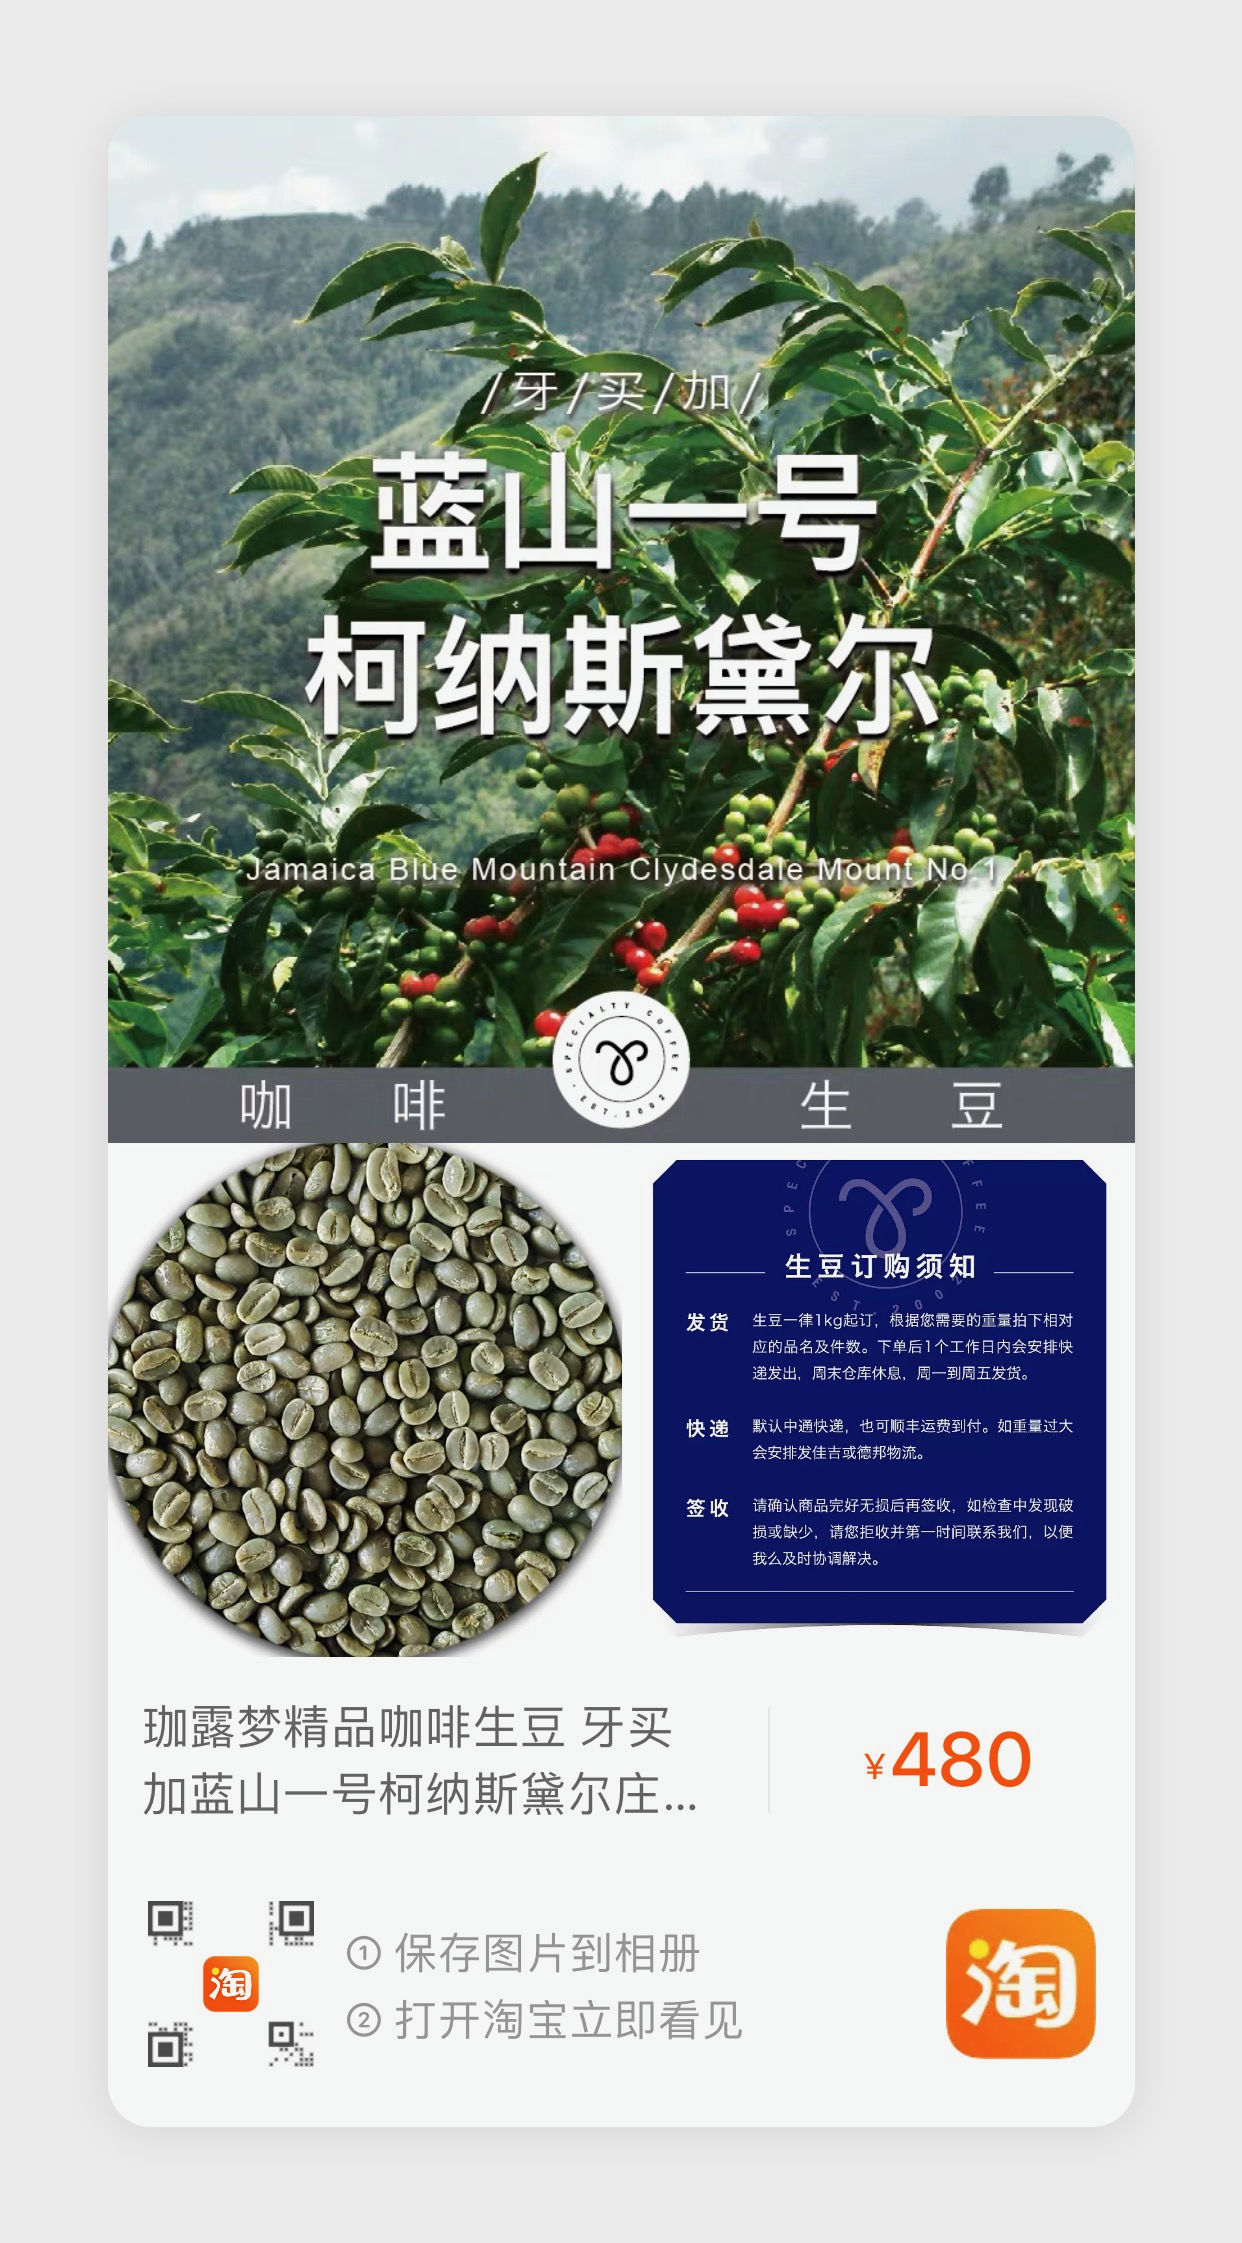 /牙/买/加/
蓝山一号
柯纳斯黛尔
Jamaica Blue Mountain Clydesdale Mount No.1
SPECIALTY COFFEE
·EST.2002
咖啡 生豆
SPEC FFEE
EST.2002
生豆订购须知
发货 生豆一律1kg起订，根据您需要的重量拍下相对
应的品名及件数。下单后1个工作日内会安排快
递发出，周末仓库休息，周一到周五发货。
快递 默认中通快递，也可顺丰运费到付。如重量过大
会安排发佳吉或德邦物流。
签收 请确认商品完好无损后再签收，如检查中发现破
损或缺少，请您拒收并第一时间联系我们，以便
我么及时协调解决。
珈露梦精品咖啡生豆 牙买
加蓝山一号柯纳斯黛尔庄...
¥480
淘
①保存图片到相册
②打开淘宝立即看见
淘